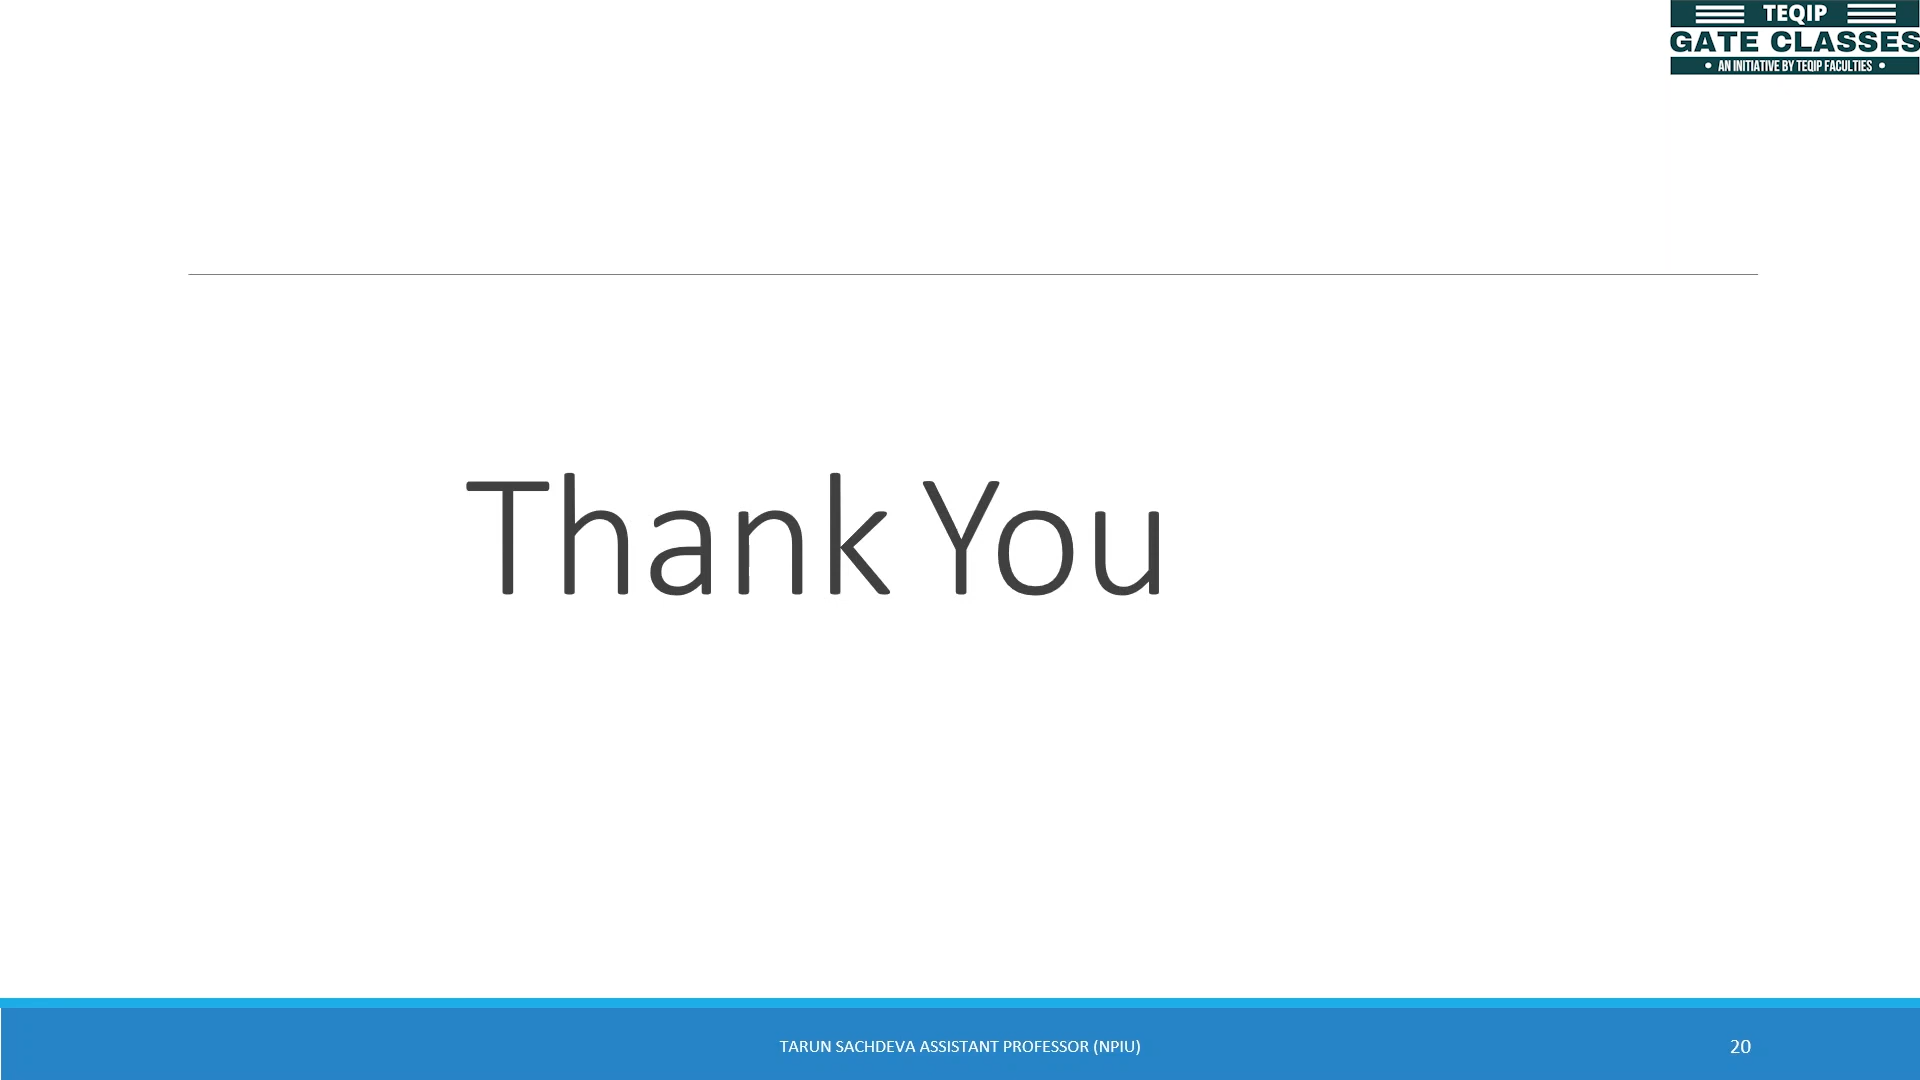 TEQIP
GATE CLASSES
• AN INITIATIVE BY TEQIP FACULTIES •
Thank You
TARUN SACHDEVA ASSISTANT PROFESSOR (NPIU)
20